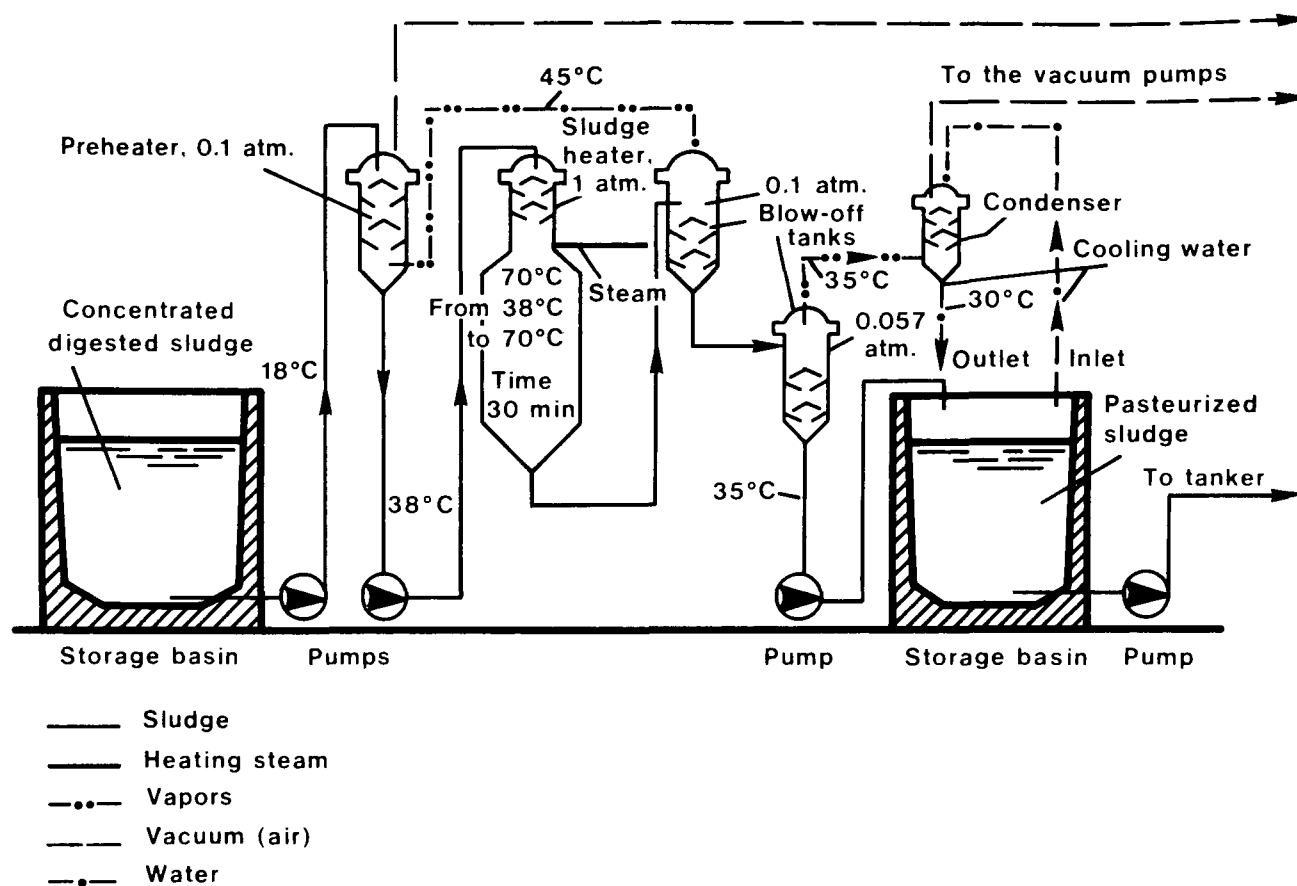 To the vacuum pumps
45°C
Preheater, 0.1 atm.
Sludge
heater,
1 atm.
0.1 atm.
Blow-off
tanks
Condenser
Cooling water
35°C
30°C
70°C
From 38°C
to 70°C
Steam
Time
30 min
Concentrated
digested sludge
18°C
0.057
atm.
Outlet
Inlet
Pasteurized
sludge
To tanker
38°C
35°C
Storage basin
Pumps
Pump
Storage basin
Pump
Sludge
Heating steam
Vapors
Vacuum (air)
Water